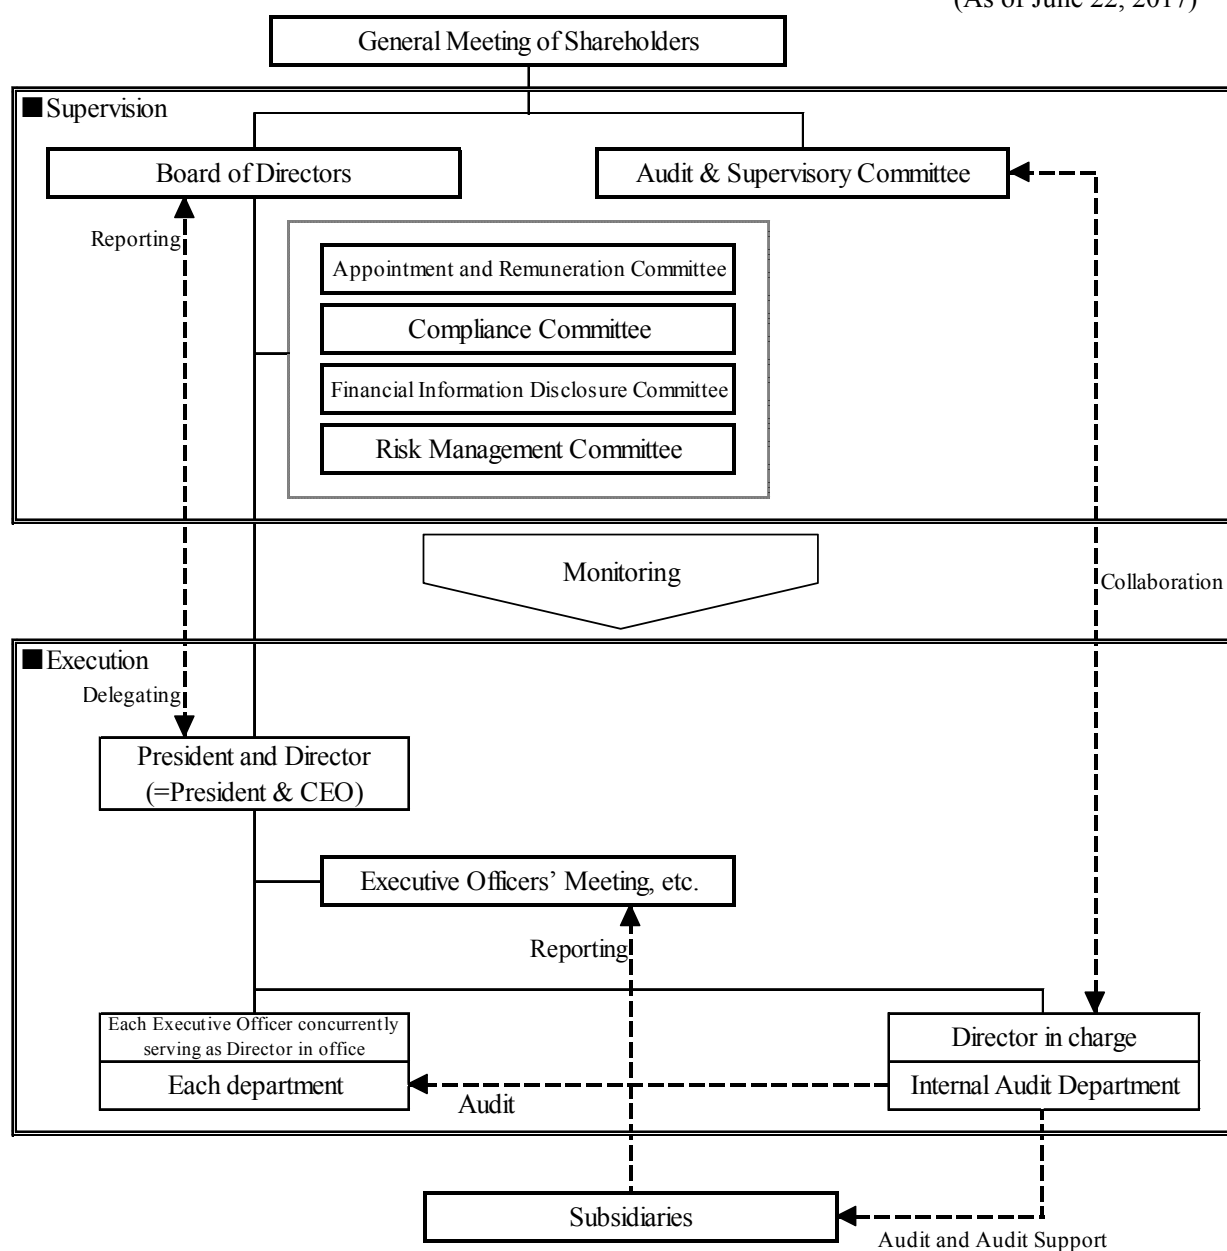 (As of June 22, 2017)
General Meeting of Shareholders
■ Supervision
Board of Directors
Audit & Supervisory Committee
Reporting
Appointment and Remuneration Committee
Compliance Committee
Financial Information Disclosure Committee
Risk Management Committee
Monitoring
Collaboration
■ Execution
Delegating
President and Director
(=President & CEO)
Executive Officers’ Meeting, etc.
Reporting
Each Executive Officer concurrently
serving as Director in office
Director in charge
Each department
Internal Audit Department
Audit
Subsidiaries
Audit and Audit Support